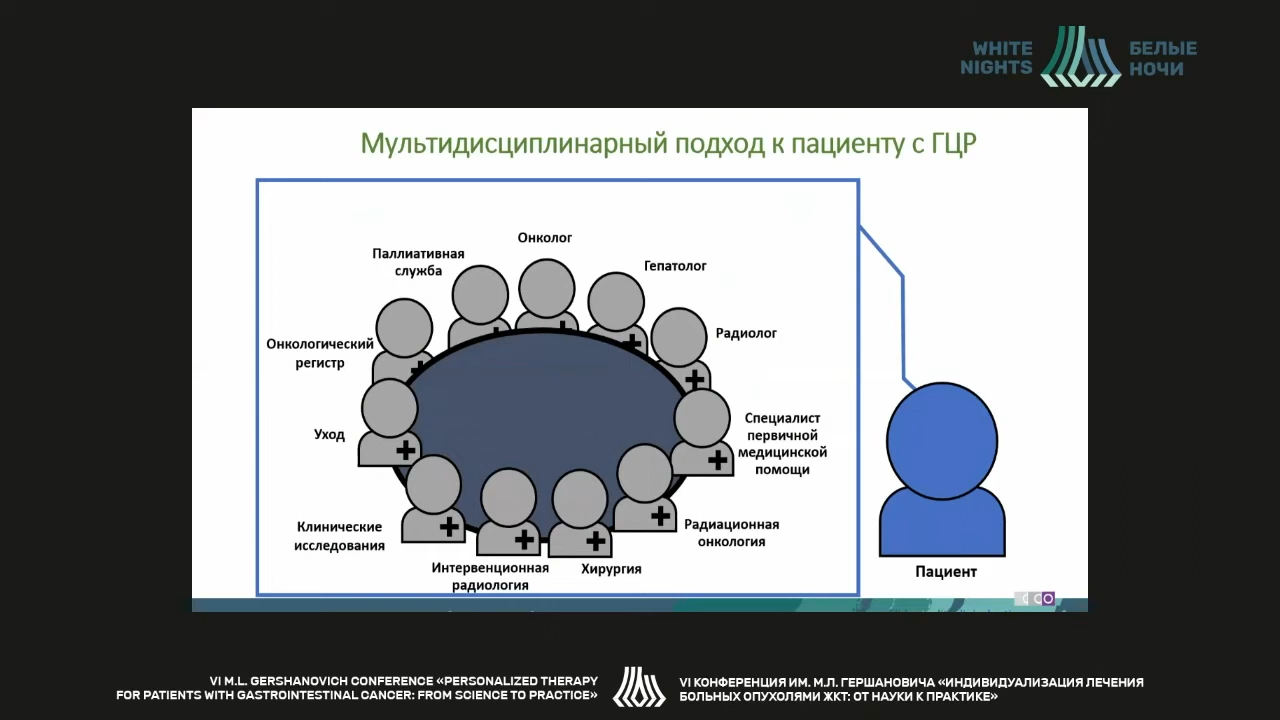 WHITE
NIGHTS
БЕЛЫЕ
НОЧИ
Мультидисциплинарный подход к пациенту с ГЦР
Онколог
Паллиативная
служба
Гепатолог
Онкологический
регистр
Радиолог
Уход
Специалист
первичной
медицинской
помощи
Клинические
исследования
Радиационная
онкология
Интервенционная
радиология
Хирургия
Пациент
VI M.L. GERSHANOVICH CONFERENCE «PERSONALIZED THERAPY
FOR PATIENTS WITH GASTROINTESTINAL CANCER: FROM SCIENCE TO PRACTICE»
VI КОНФЕРЕНЦИЯ ИМ. М.Л. ГЕРШАНОВИЧА «ИНДИВИДУАЛИЗАЦИЯ ЛЕЧЕНИЯ
БОЛЬНЫХ ОПУХОЛЯМИ ЖКТ: ОТ НАУКИ К ПРАКТИКЕ»